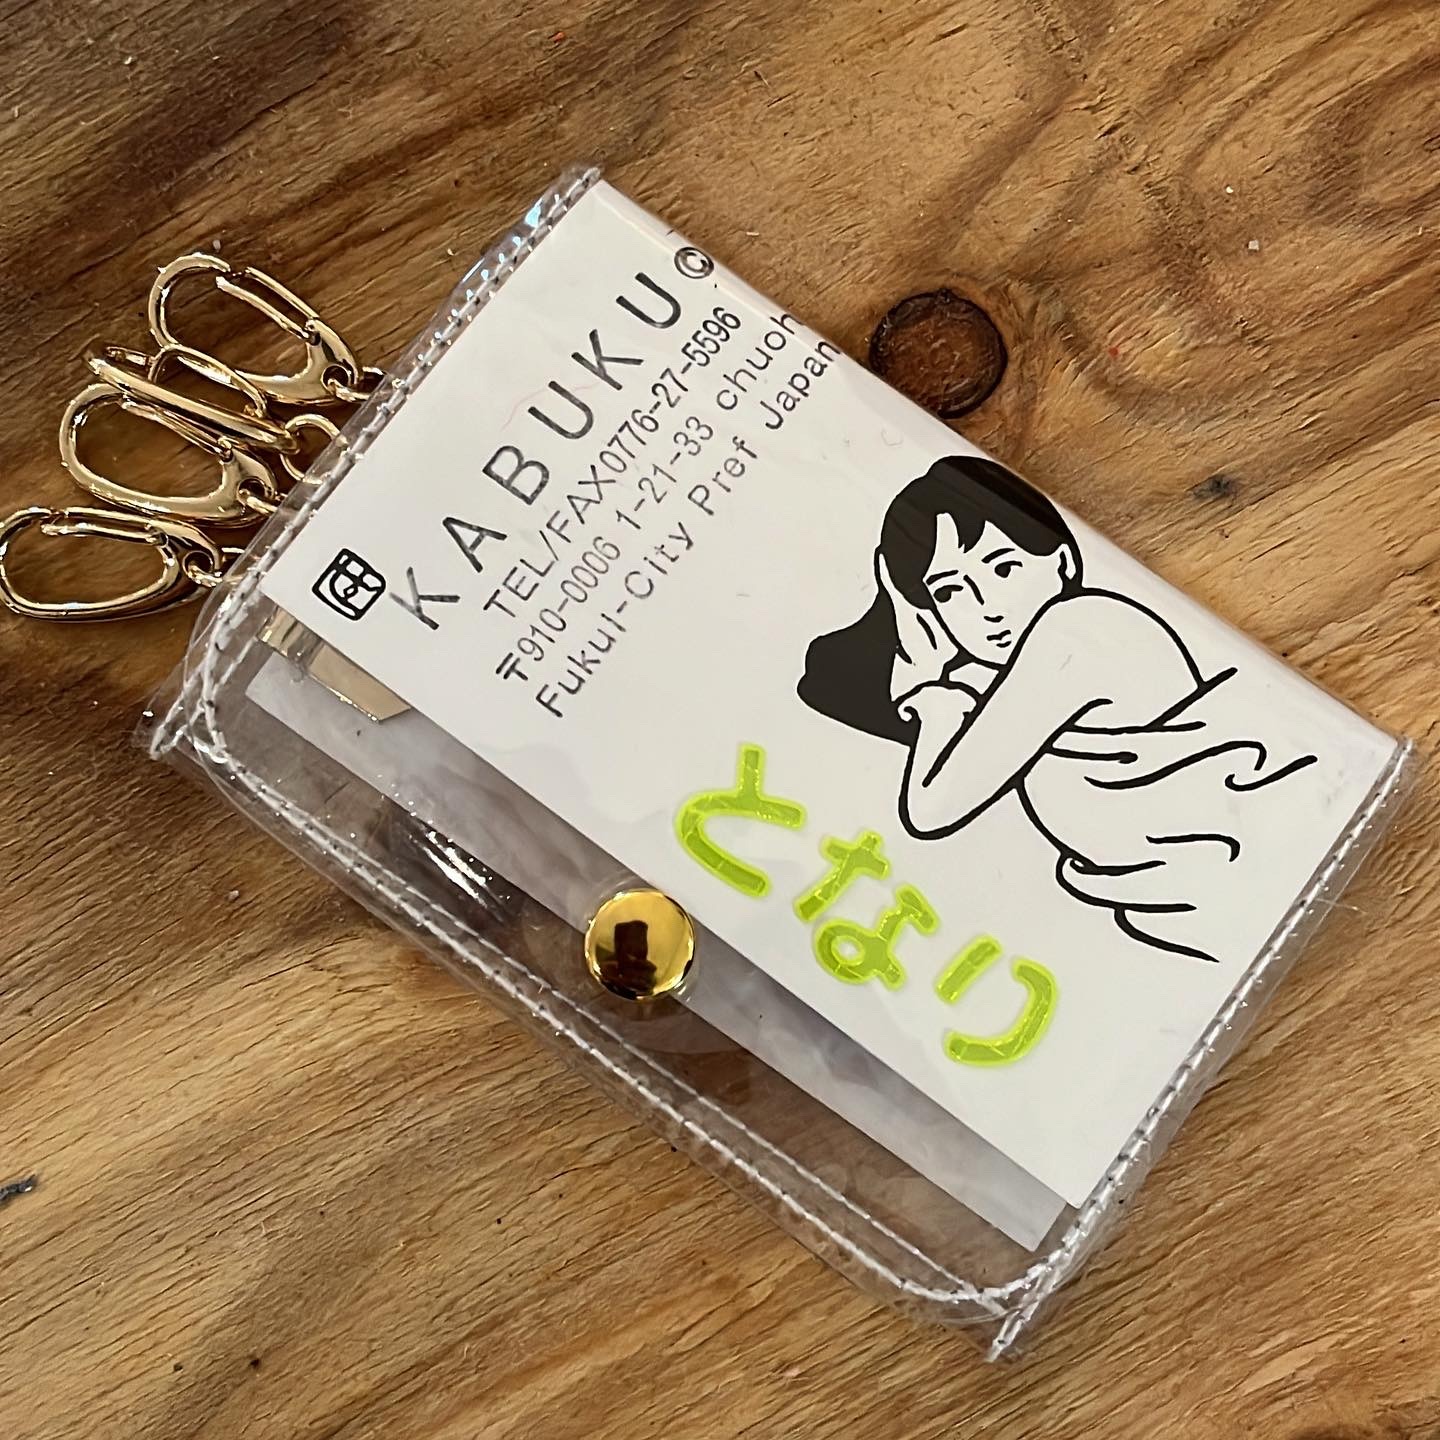 KABUKU©
TEL/FAX0776-27-5596
〒910-0006 1-21-33 chuoh
Fukui-City Pref Japan
となり